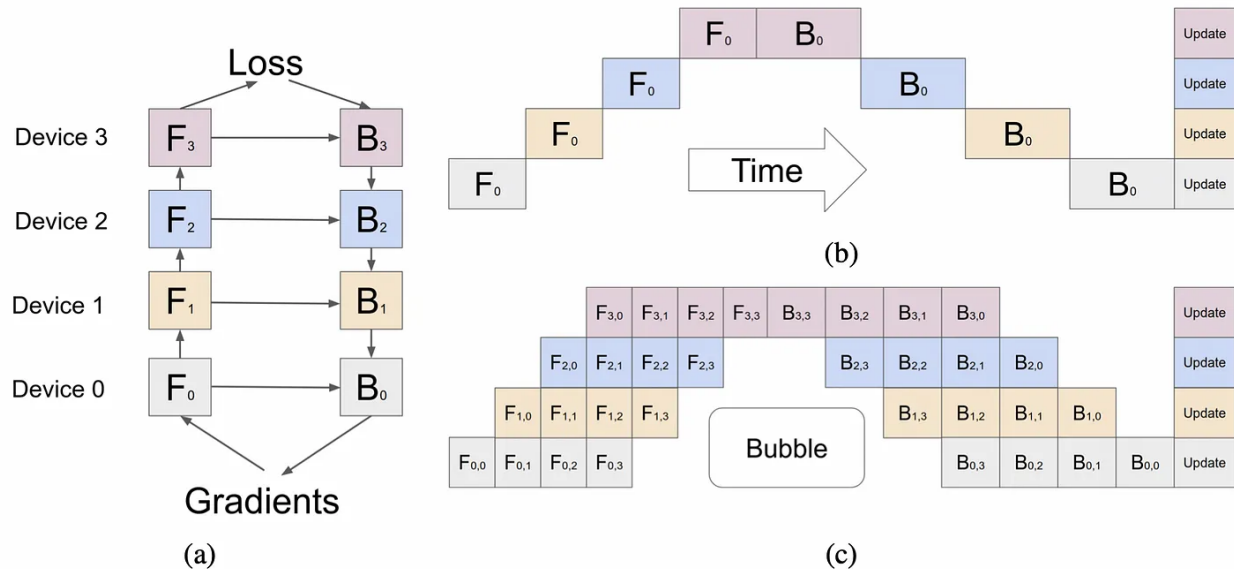 Loss
Device 3 F₃ B₃
Device 2 F₂ B₂
Device 1 F₁ B₁
Device 0 F₀ B₀
Gradients
(a)
F₀ B₀ Update
F₀ B₀ Update
F₀ B₀ Update
Time
F₀ B₀ Update
(b)
F₃,₀ F₃,₁ F₃,₂ F₃,₃ B₃,₃ B₃,₂ B₃,₁ B₃,₀ Update
F₂,₀ F₂,₁ F₂,₂ F₂,₃ B₂,₃ B₂,₂ B₂,₁ B₂,₀ Update
F₁,₀ F₁,₁ F₁,₂ F₁,₃ B₁,₃ B₁,₂ B₁,₁ B₁,₀ Update
Bubble
F₀,₀ F₀,₁ F₀,₂ F₀,₃ B₀,₃ B₀,₂ B₀,₁ B₀,₀ Update
(c)